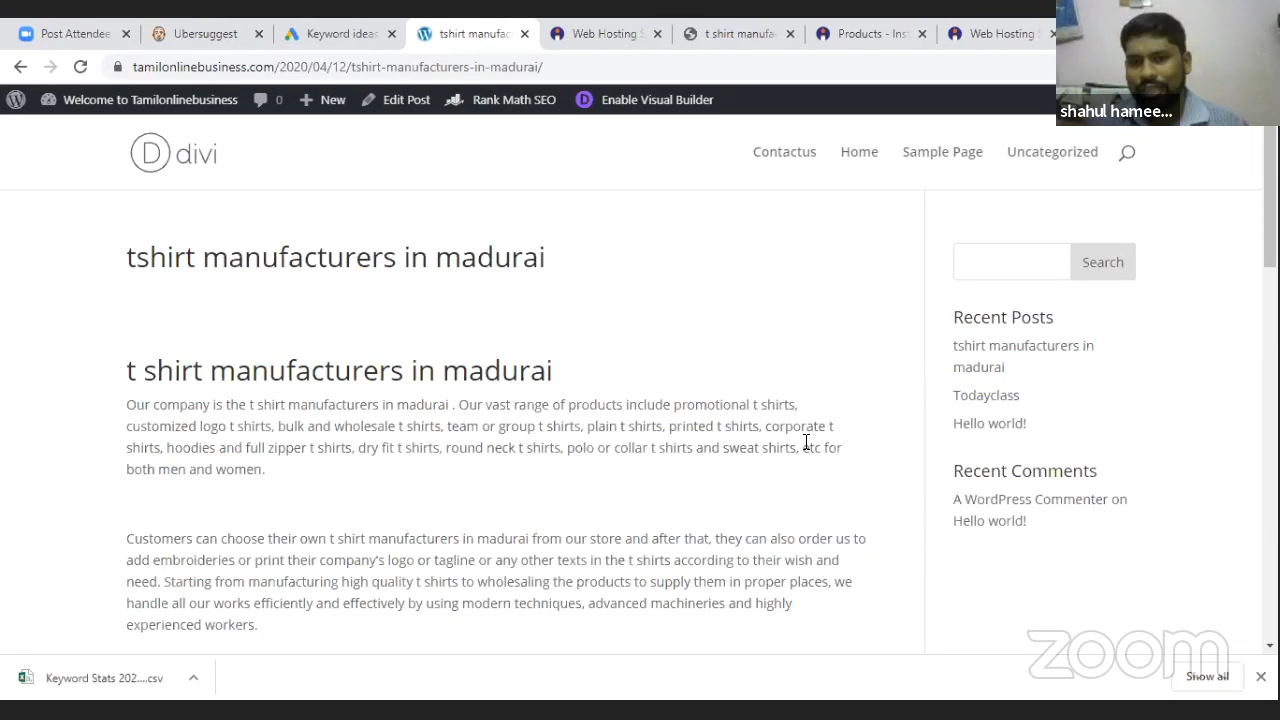 Post Attendee
Ubersuggest
Keyword ideas
tshirt manufac
Web Hosting S
t shirt manufa
Products - Ins
Web Hosting
tamilonlinebusiness.com/2020/04/12/tshirt-manufacturers-in-madurai/
Welcome to Tamilonlinebusiness 0 New Edit Post Rank Math SEO D Enable Visual Builder
shahul hamee...
D divi
Contactus Home Sample Page Uncategorized
tshirt manufacturers in madurai
t shirt manufacturers in madurai
Our company is the t shirt manufacturers in madurai . Our vast range of products include promotional t shirts,
customized logo t shirts, bulk and wholesale t shirts, team or group t shirts, plain t shirts, printed t shirts, corporate t
shirts, hoodies and full zipper t shirts, dry fit t shirts, round neck t shirts, polo or collar t shirts and sweat shirts, etc for
both men and women.
Customers can choose their own t shirt manufacturers in madurai from our store and after that, they can also order us to
add embroideries or print their company's logo or tagline or any other texts in the t shirts according to their wish and
need. Starting from manufacturing high quality t shirts to wholesaling the products to supply them in proper places, we
handle all our works efficiently and effectively by using modern techniques, advanced machineries and highly
experienced workers.
Search
Recent Posts
tshirt manufacturers in
madurai
Todayclass
Hello world!
Recent Comments
A WordPress Commenter on
Hello world!
zoom
Keyword Stats 202....csv
Show all